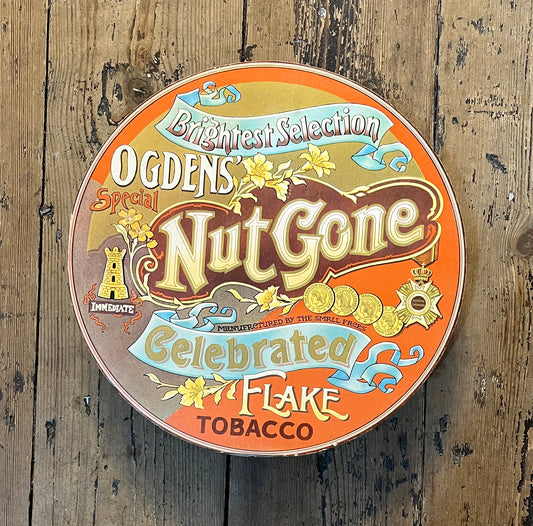 Brightest Selection
OGDENS'
Special
Nut Gone
IMMEDIATE
MANUFACTURED BY THE SMALL FACES
Celebrated
FLAKE
TOBACCO